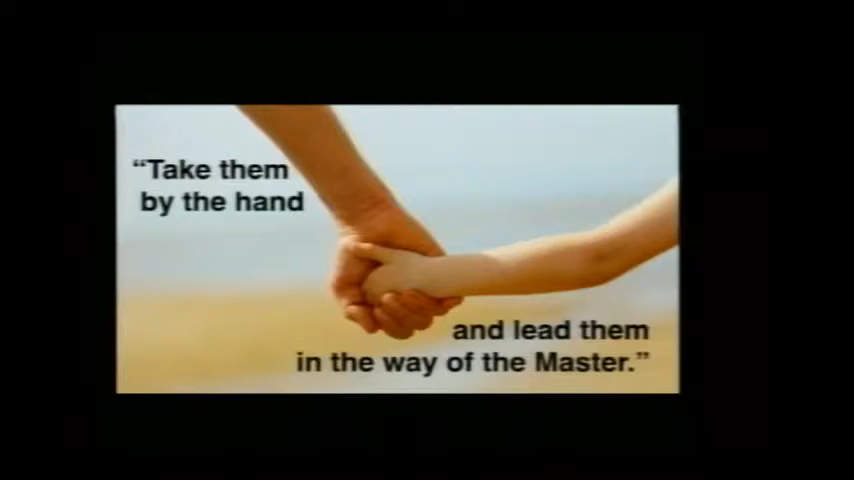 “Take them
by the hand
and lead them
in the way of the Master.”